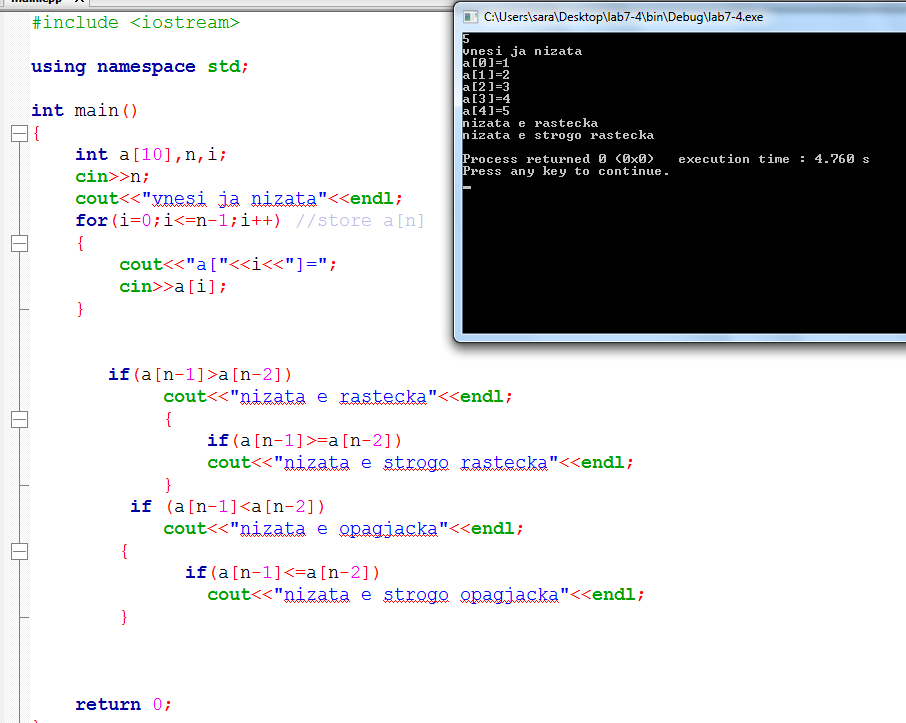 #include <iostream>
using namespace std;
int main()
{
int a[10],n,i;
cin>>n;
cout<<"vnesi ja nizata"<<endl;
for(i=0;i<=n-1;i++) //store a[n]
{
cout<<"a["<<i<<"]=";
cin>>a[i];
}
if(a[n-1]>a[n-2])
cout<<"nizata e rastecka"<<endl;
{
if(a[n-1]>=a[n-2])
cout<<"nizata e strogo rastecka"<<endl;
}
if (a[n-1]<a[n-2])
cout<<"nizata e opagjacka"<<endl;
{
if(a[n-1]<=a[n-2])
cout<<"nizata e strogo opagjacka"<<endl;
}
return 0;
C:\Users\sara\Desktop\lab7-4\bin\Debug\lab7-4.exe
5
vnesi ja nizata
a[0]=1
a[1]=2
a[2]=3
a[3]=4
a[4]=5
nizata e rastecka
nizata e strogo rastecka
Process returned 0 (0x0)   execution time : 4.760 s
Press any key to continue.